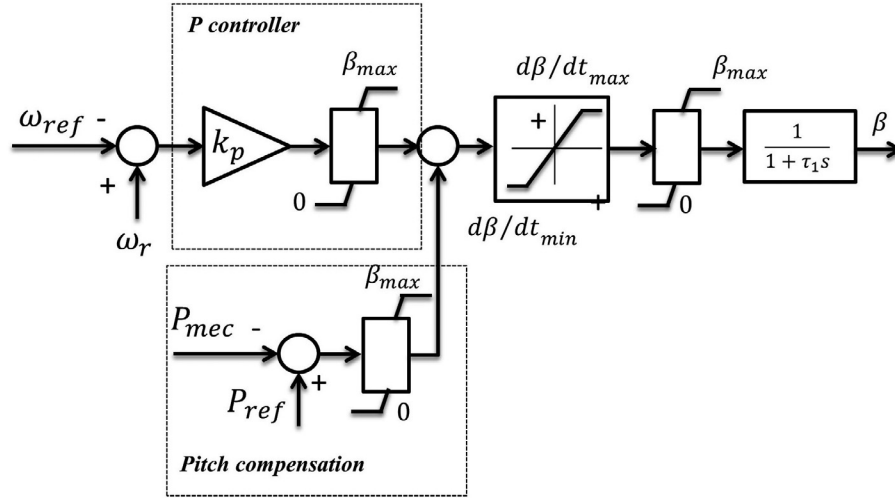 P controller
β_max
dβ/dt_max
β_max
ω_ref -
k_p
+
1
β
+
0
1 + τ₁s
ω_r
+
0
dβ/dt_min
β_max
P_mec -
+
P_ref
0
Pitch compensation